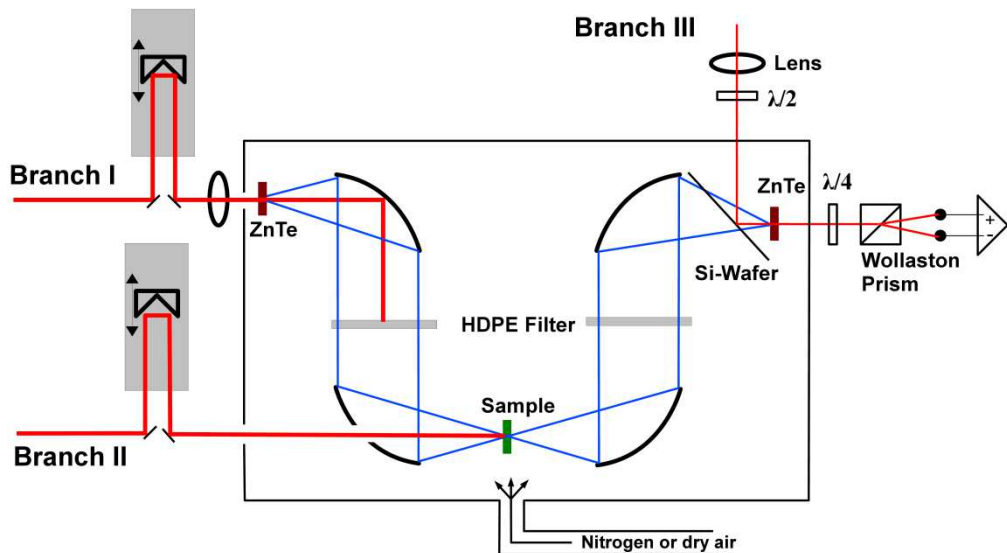 Branch III
Lens
λ/2
Branch I
ZnTe
ZnTe
λ/4
+
-
Si-Wafer
Wollaston
Prism
HDPE Filter
Sample
Branch II
Nitrogen or dry air